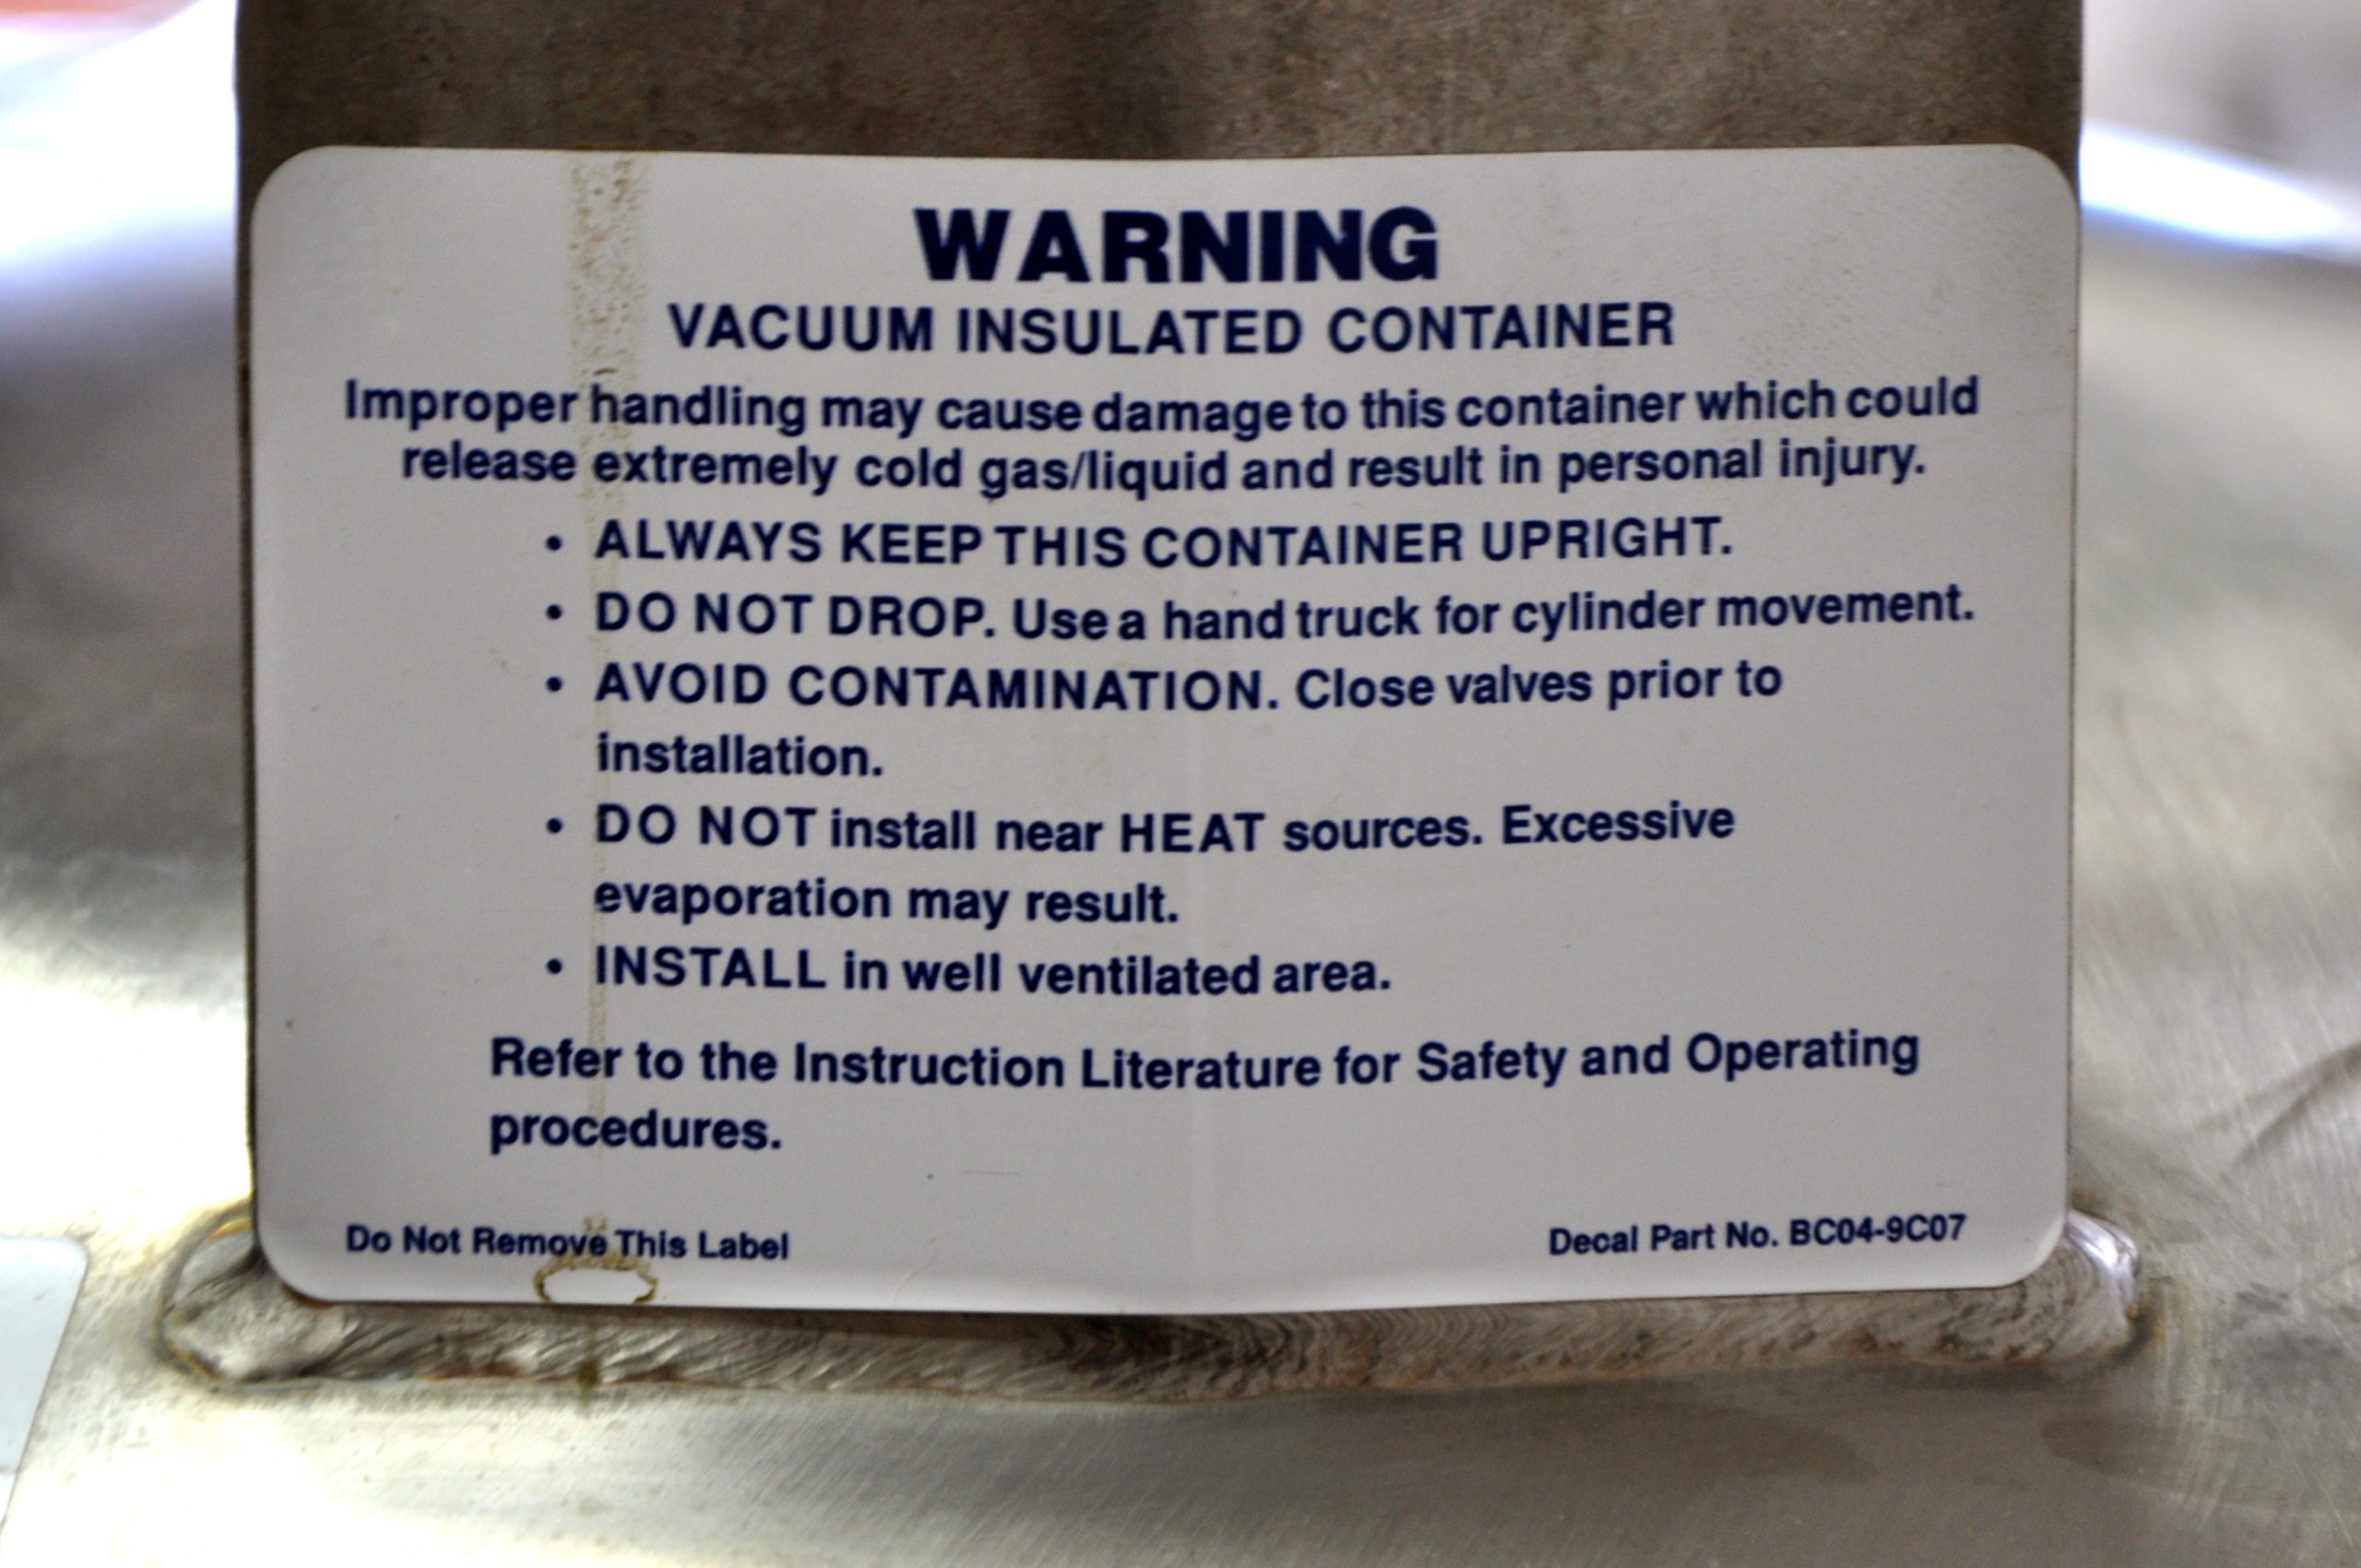 WARNING
VACUUM INSULATED CONTAINER
Improper handling may cause damage to this container which could
release extremely cold gas/liquid and result in personal injury.
• ALWAYS KEEP THIS CONTAINER UPRIGHT.
• DO NOT DROP. Use a hand truck for cylinder movement.
• AVOID CONTAMINATION. Close valves prior to
installation.
• DO NOT install near HEAT sources. Excessive
evaporation may result.
• INSTALL in well ventilated area.
Refer to the Instruction Literature for Safety and Operating
procedures.
Do Not Remove This Label
Decal Part No. BC04-9C07